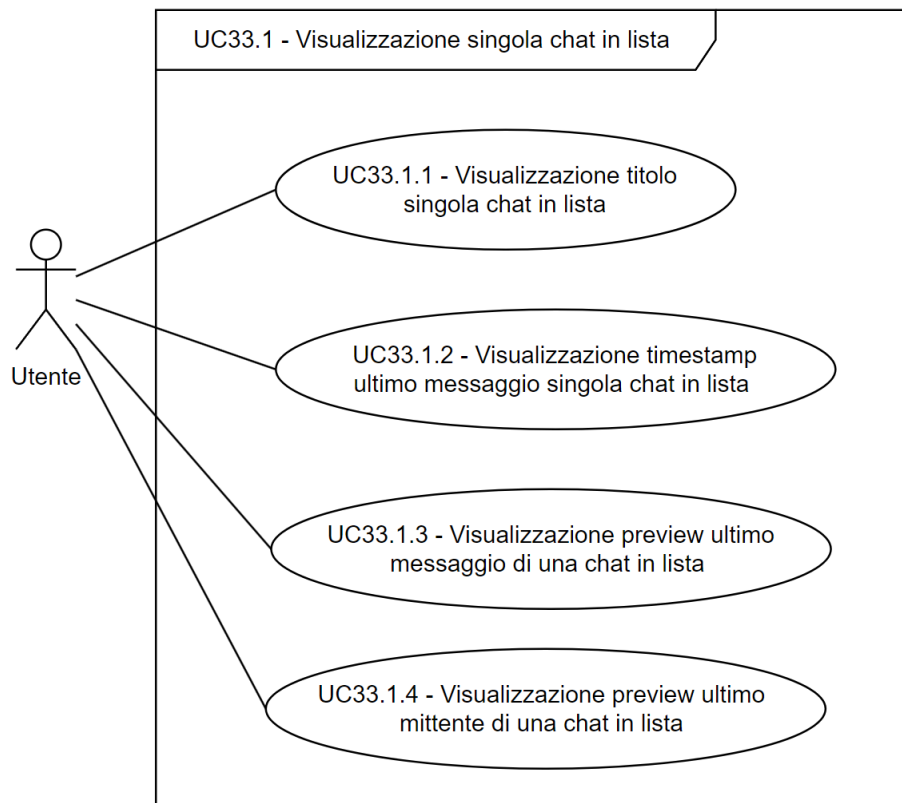 UC33.1 - Visualizzazione singola chat in lista
UC33.1.1 - Visualizzazione titolo
singola chat in lista
UC33.1.2 - Visualizzazione timestamp
ultimo messaggio singola chat in lista
Utente
UC33.1.3 - Visualizzazione preview ultimo
messaggio di una chat in lista
UC33.1.4 - Visualizzazione preview ultimo
mittente di una chat in lista